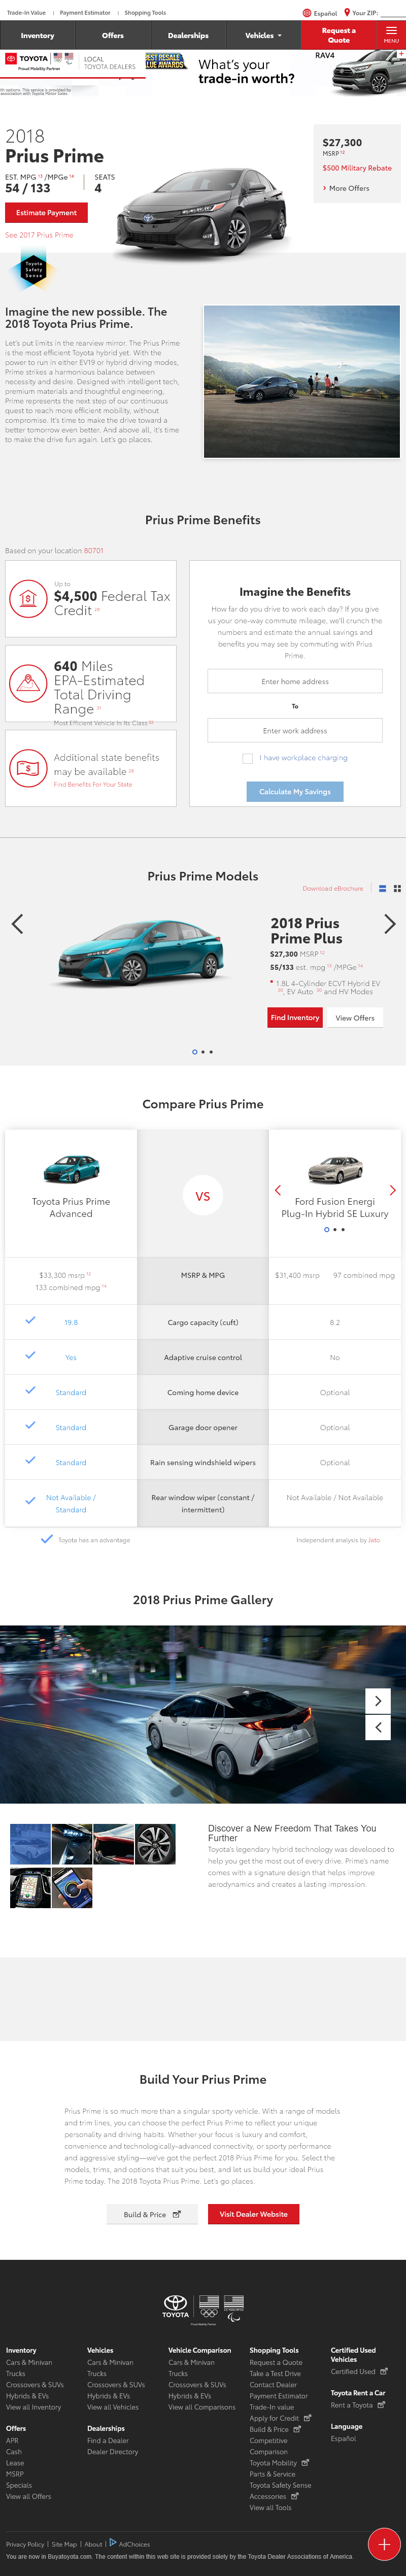 Trade-In Value | Payment Estimator | Shopping Tools
Español Your ZIP:
Inventory
Offers
Dealerships
Vehicles
Request a
Quote
MENU
TOYOTA
Proud Mobility Partner
LOCAL
TOYOTA DEALERS
BEST RESALE
VALUE AWARDS
What's your
trade-in worth?
RAV4
2018
Prius Prime
EST. MPG 13 /MPGe 14
54 / 133
SEATS
4
Estimate Payment
See 2017 Prius Prime
$27,300
MSRP 12
$500 Military Rebate
More Offers
Toyota
Safety
Sense
Imagine the new possible. The
2018 Toyota Prius Prime.
Let's put limits in the rearview mirror. The Prius Prime
is the most efficient Toyota hybrid yet. With the
power to run in either EV19 or hybrid driving modes,
Prime strikes a harmonious balance between
necessity and desire. Designed with intelligent tech,
premium materials and thoughtful engineering,
Prime represents the next step of our continuous
quest to reach more efficient mobility, without
compromise. It's time to make the drive toward a
better tomorrow even better. And above all, it's time
to make the drive fun again. Let's go places.
Prius Prime Benefits
Based on your location 80701
Up to
$4,500 Federal Tax
Credit 28
640 Miles
EPA-Estimated
Total Driving
Range 21
Most Efficient Vehicle In Its Class 22
Additional state benefits
may be available 29
Find Benefits For Your State
Imagine the Benefits
How far do you drive to work each day? If you give
us your one-way commute mileage, we'll crunch the
numbers and estimate the annual savings and
benefits you may see by commuting with Prius
Prime.
Enter home address
To
Enter work address
I have workplace charging
Calculate My Savings
Prius Prime Models
Download eBrochure
2018 Prius
Prime Plus
$27,300 MSRP 12
55/133 est. mpg 13 /MPGe 14
1.8L 4-Cylinder ECVT Hybrid EV
20, EV Auto 20 and HV Modes
Find Inventory
View Offers
Compare Prius Prime
Toyota Prius Prime
Advanced
VS
Ford Fusion Energi
Plug-In Hybrid SE Luxury
$33,300 msrp 12
133 combined mpg 14
MSRP & MPG
$31,400 msrp 97 combined mpg
19.8 Cargo capacity (cuft) 8.2
Yes Adaptive cruise control No
Standard Coming home device Optional
Standard Garage door opener Optional
Standard Rain sensing windshield wipers Optional
Not Available /
Standard
Rear window wiper (constant /
intermittent)
Not Available / Not Available
Toyota has an advantage
Independent analysis by Jato
2018 Prius Prime Gallery
Discover a New Freedom That Takes You
Further
Toyota's legendary hybrid technology was developed to
help you get the most out of every drive. Prime's name
comes with a signature design that helps improve
aerodynamics and creates a lasting impression.
Build Your Prius Prime
Prius Prime is so much more than a singular sporty vehicle. With a range of models
and trim lines, you can choose the perfect Prius Prime to reflect your unique
personality and driving habits. Whether your focus is luxury and comfort,
convenience and technologically-advanced connectivity, or sporty performance
and aggressive styling—we've got the perfect 2018 Prius Prime for you. Select the
models, trims, and options that suit you best, and let us build your ideal Prius
Prime today. The 2018 Toyota Prius Prime. Let's go places.
Build & Price
Visit Dealer Website
TOYOTA
Inventory
Cars & Minivan
Trucks
Crossovers & SUVs
Hybrids & EVs
View all Inventory
Offers
APR
Cash
Lease
MSRP
Specials
View all Offers
Vehicles
Cars & Minivan
Trucks
Crossovers & SUVs
Hybrids & EVs
View all Vehicles
Dealerships
Find a Dealer
Dealer Directory
Vehicle Comparison
Cars & Minivan
Trucks
Crossovers & SUVs
Hybrids & EVs
View all Comparisons
Shopping Tools
Request a Quote
Take a Test Drive
Contact Dealer
Payment Estimator
Trade-In value
Apply for Credit
Build & Price
Competitive
Comparison
Toyota Mobility
Parts & Service
Toyota Safety Sense
Accessories
View all Tools
Certified Used
Vehicles
Certified Used
Toyota Rent a Car
Rent a Toyota
Language
Español
Privacy Policy | Site Map | About | AdChoices
You are now in Buyatoyota.com. The content within this web site is provided solely by the Toyota Dealer Associations of America.